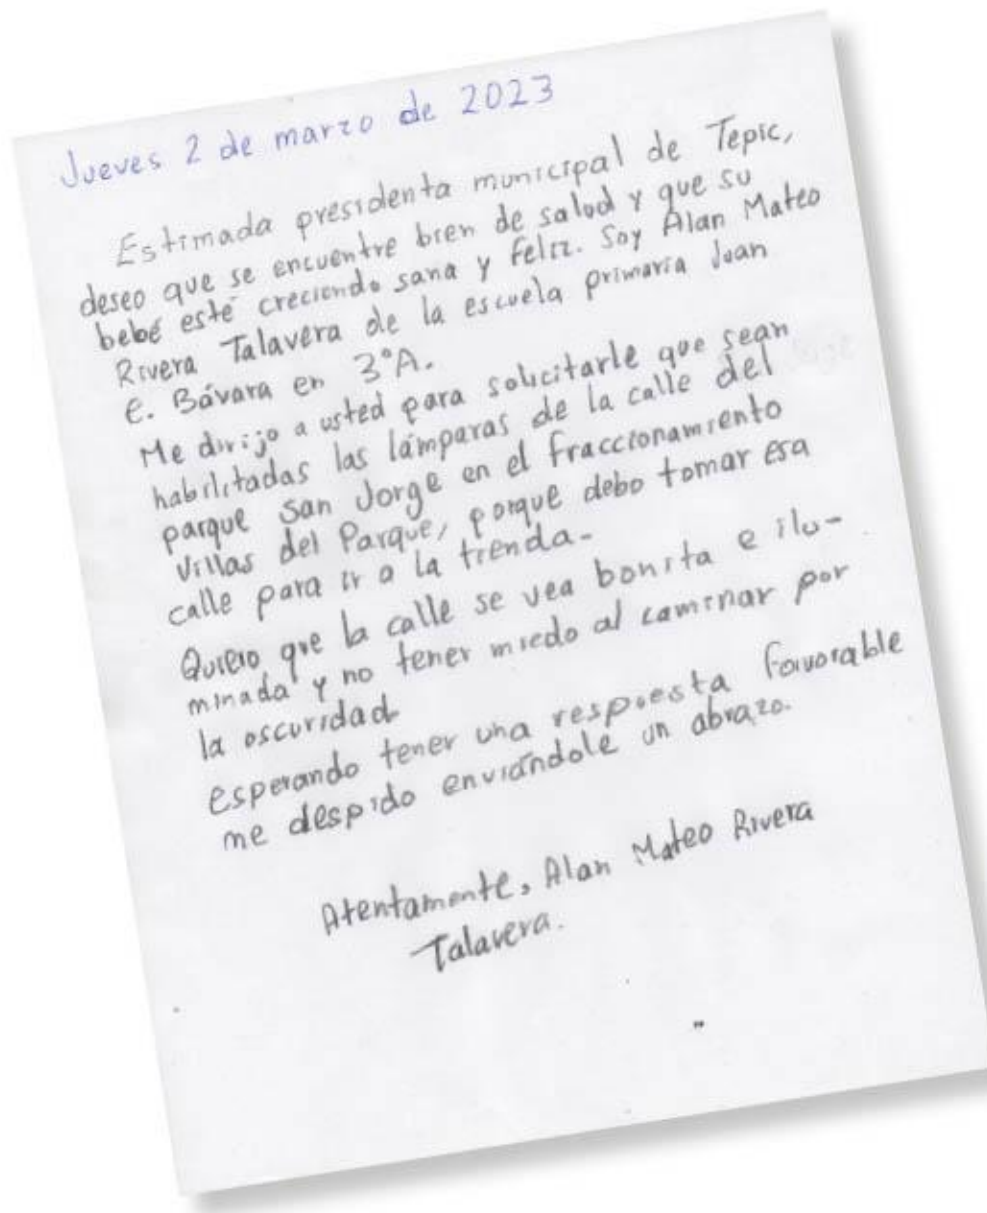 Jueves 2 de marzo de 2023
Estimada presidenta municipal de Tepic,
deseo que se encuentre bien de salud y que su
bebé esté creciendo sana y feliz. Soy Alan Mateo
Rivera Talavera de la escuela primaria Juan
E. Bávara en 3°A.
Me dirijo a usted para solicitarle que sean
habilitadas las lámparas de la calle del
parque San Jorge en el fraccionamiento
Villas del Parque, porque debo tomar esa
calle para ir a la tienda.
Quiero que la calle se vea bonita e ilu-
minada y no tener miedo al caminar por
la oscuridad
esperando tener una respuesta favorable
me despido enviándole un abrazo.
Atentamente, Alan Mateo Rivera
Talavera.